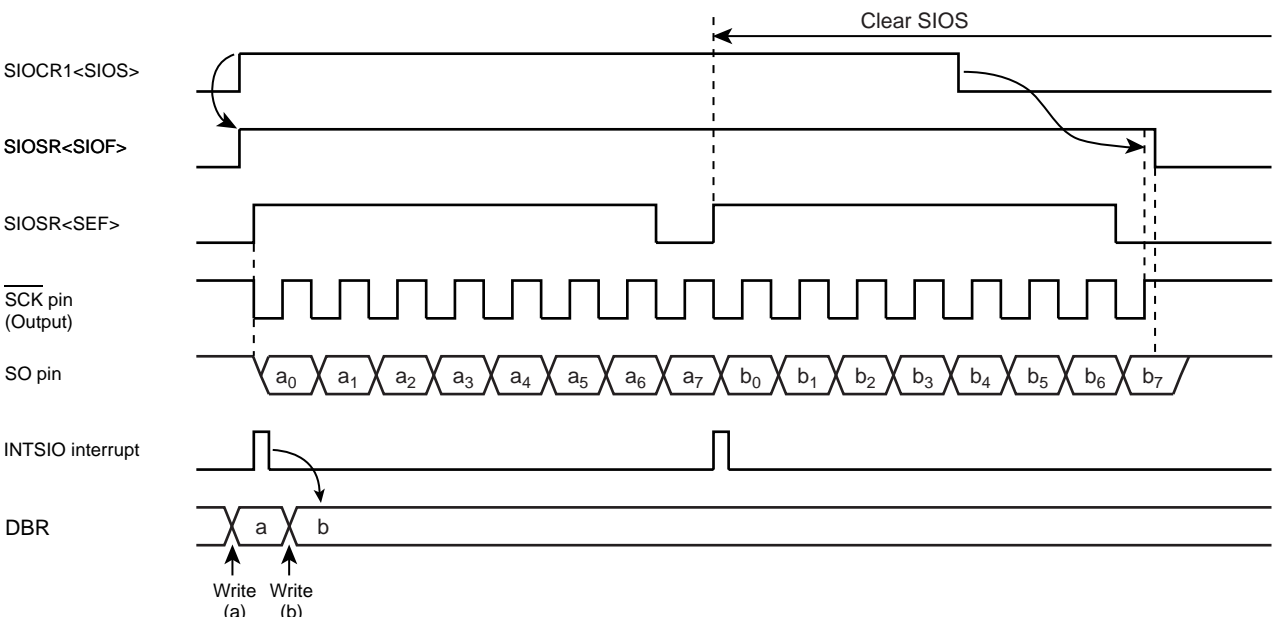 Clear SIOS
SIOCR1<SIOS>
SIOSR<SIOF>
SIOSR<SEF>
SCK pin
(Output)
SO pin
a0 a1 a2 a3 a4 a5 a6 a7 b0 b1 b2 b3 b4 b5 b6 b7
INTSIO interrupt
DBR
a b
Write Write
(a) (b)